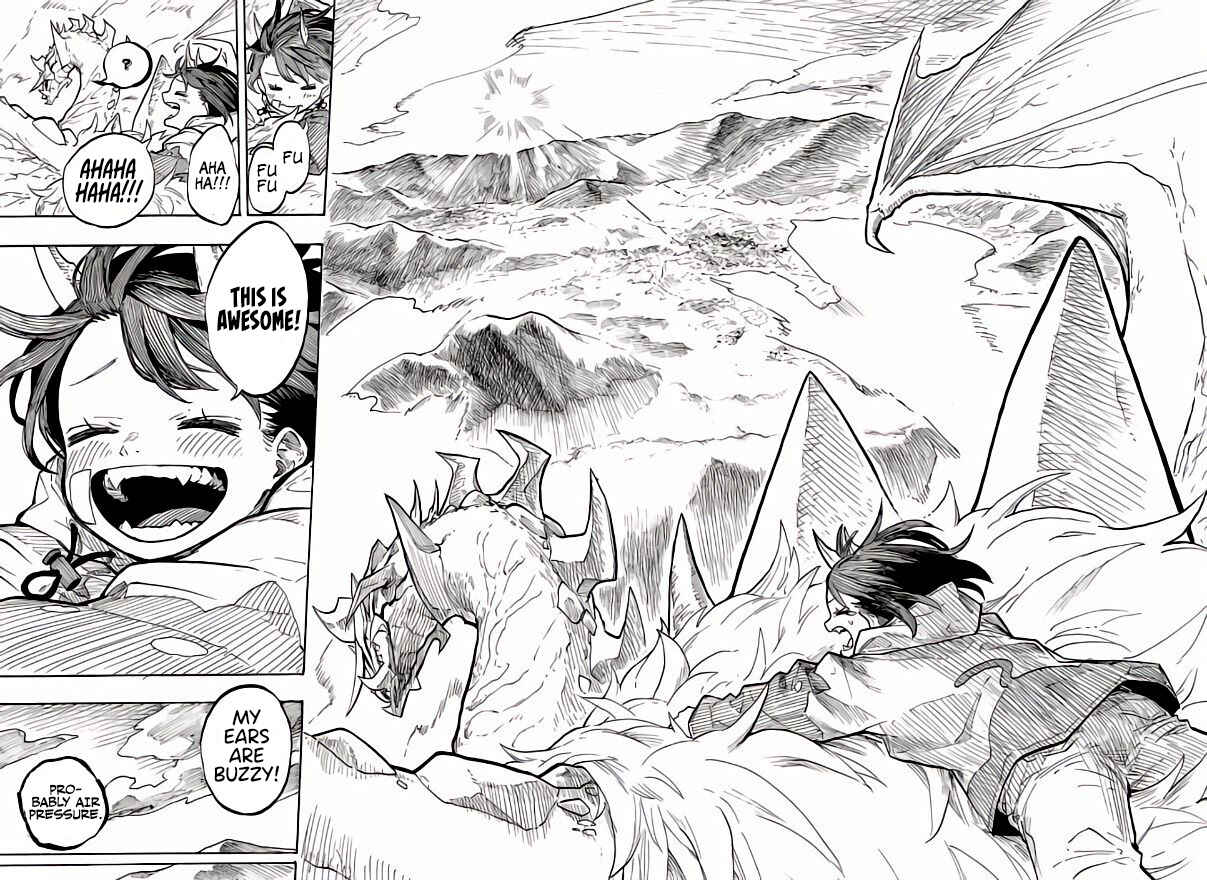 FU
FU
FU
AHA
HA!!!
?
AHAHA
HAHA!!!
THIS IS
AWESOME!
MY
EARS
ARE
BUZZY!
PRO-
BABLY AIR
PRESSURE.